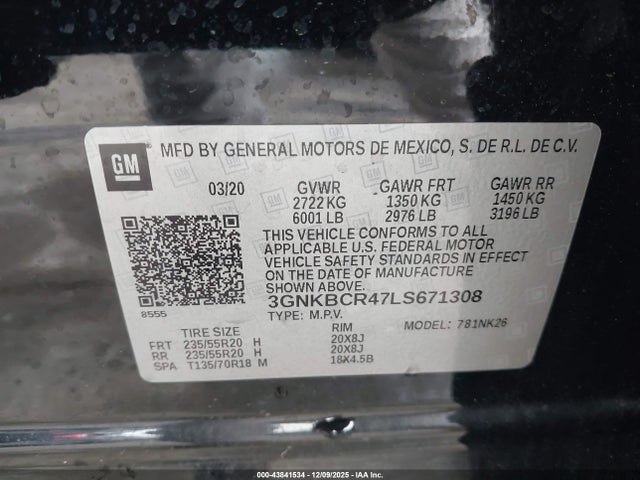 GM
MFD BY GENERAL MOTORS DE MEXICO, S. DE R.L. DE C.V.
03/20 GVWR GAWR FRT GAWR RR
2722 KG 1350 KG 1450 KG
6001 LB 2976 LB 3196 LB
THIS VEHICLE CONFORMS TO ALL
APPLICABLE U.S. FEDERAL MOTOR
VEHICLE SAFETY STANDARDS IN EFFECT
ON THE DATE OF MANUFACTURE
SHOWN ABOVE.
8555 3GNKBCR47LS671308
TYPE: M.P.V. MODEL: 781NK26
TIRE SIZE RIM
FRT 235/55R20 H 20X8J
RR 235/55R20 H 20X8J
SPA T135/70R18 M 18X4.5B
000-43841534 | 12/09/2025 | IAA Inc.